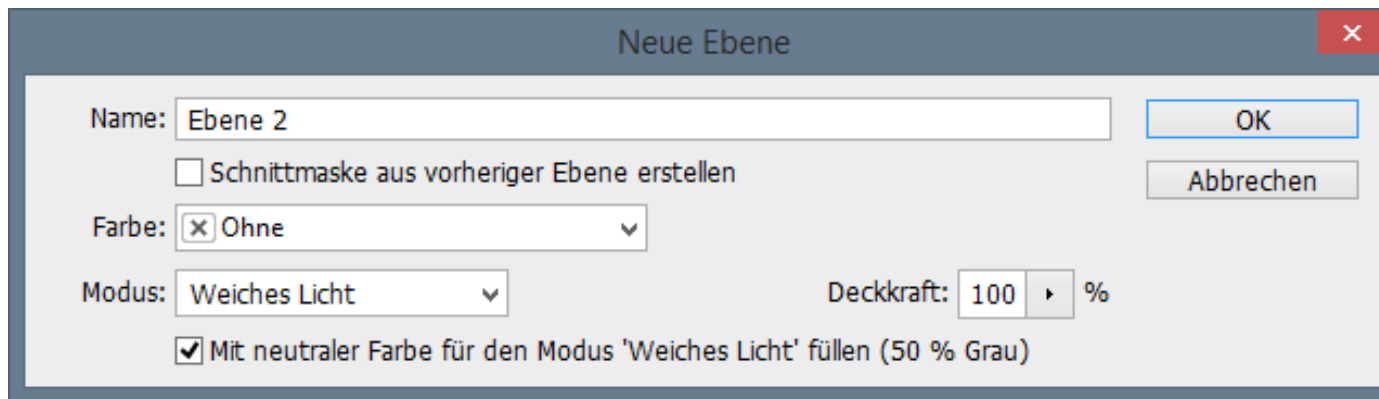 Neue Ebene
Name: Ebene 2 OK
Schnittmaske aus vorheriger Ebene erstellen Abbrechen
Farbe: Ohne
Modus: Weiches Licht Deckkraft: 100 %
Mit neutraler Farbe für den Modus 'Weiches Licht' füllen (50 % Grau)